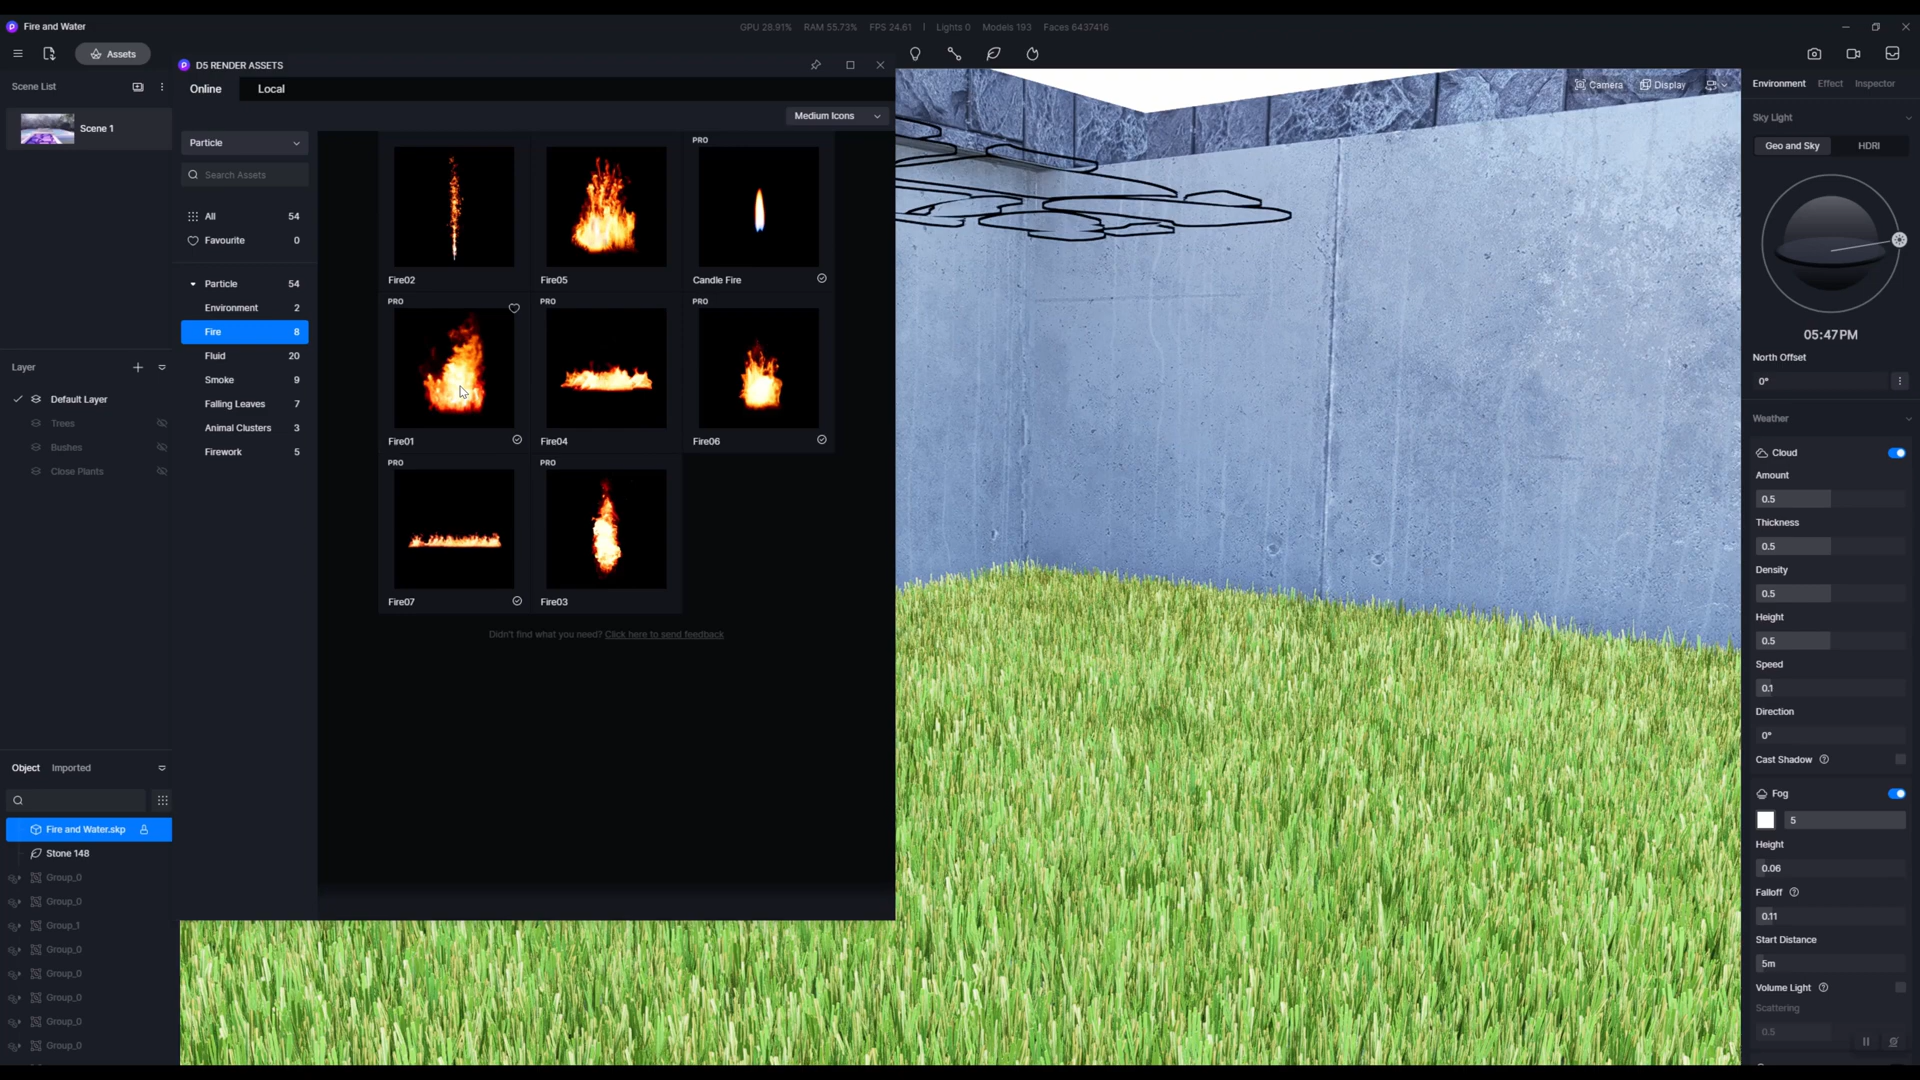 Fire and Water
GPU 28.91% RAM 55.73% FPS 24.61 | Lights 0 Models 193 Faces 6437416
Assets
D5 RENDER ASSETS
Online Local
Medium Icons
Scene List
Scene 1
Particle
Search Assets
All 54
Favourite 0
Particle 54
Environment 2
Fire 8
Fluid 20
Smoke 9
Falling Leaves 7
Animal Clusters 3
Firework 5
PRO
Fire02 Fire05 Candle Fire
PRO PRO PRO
Fire01 Fire04 Fire06
PRO PRO
Fire07 Fire03
Didn't find what you need? Click here to send feedback
Layer
Default Layer
Trees
Bushes
Close Plants
Object Imported
Fire and Water.skp
Stone 148
Group_0
Group_0
Group_1
Group_0
Group_0
Group_0
Group_0
Group_0
Camera Display
Environment Effect Inspector
Sky Light
Geo and Sky HDRI
05:47PM
North Offset
0°
Weather
Cloud
Amount
0.5
Thickness
0.5
Density
0.5
Height
0.5
Speed
0.1
Direction
0°
Cast Shadow
Fog
5
Height
0.06
Falloff
0.11
Start Distance
5m
Volume Light
Scattering
0.5